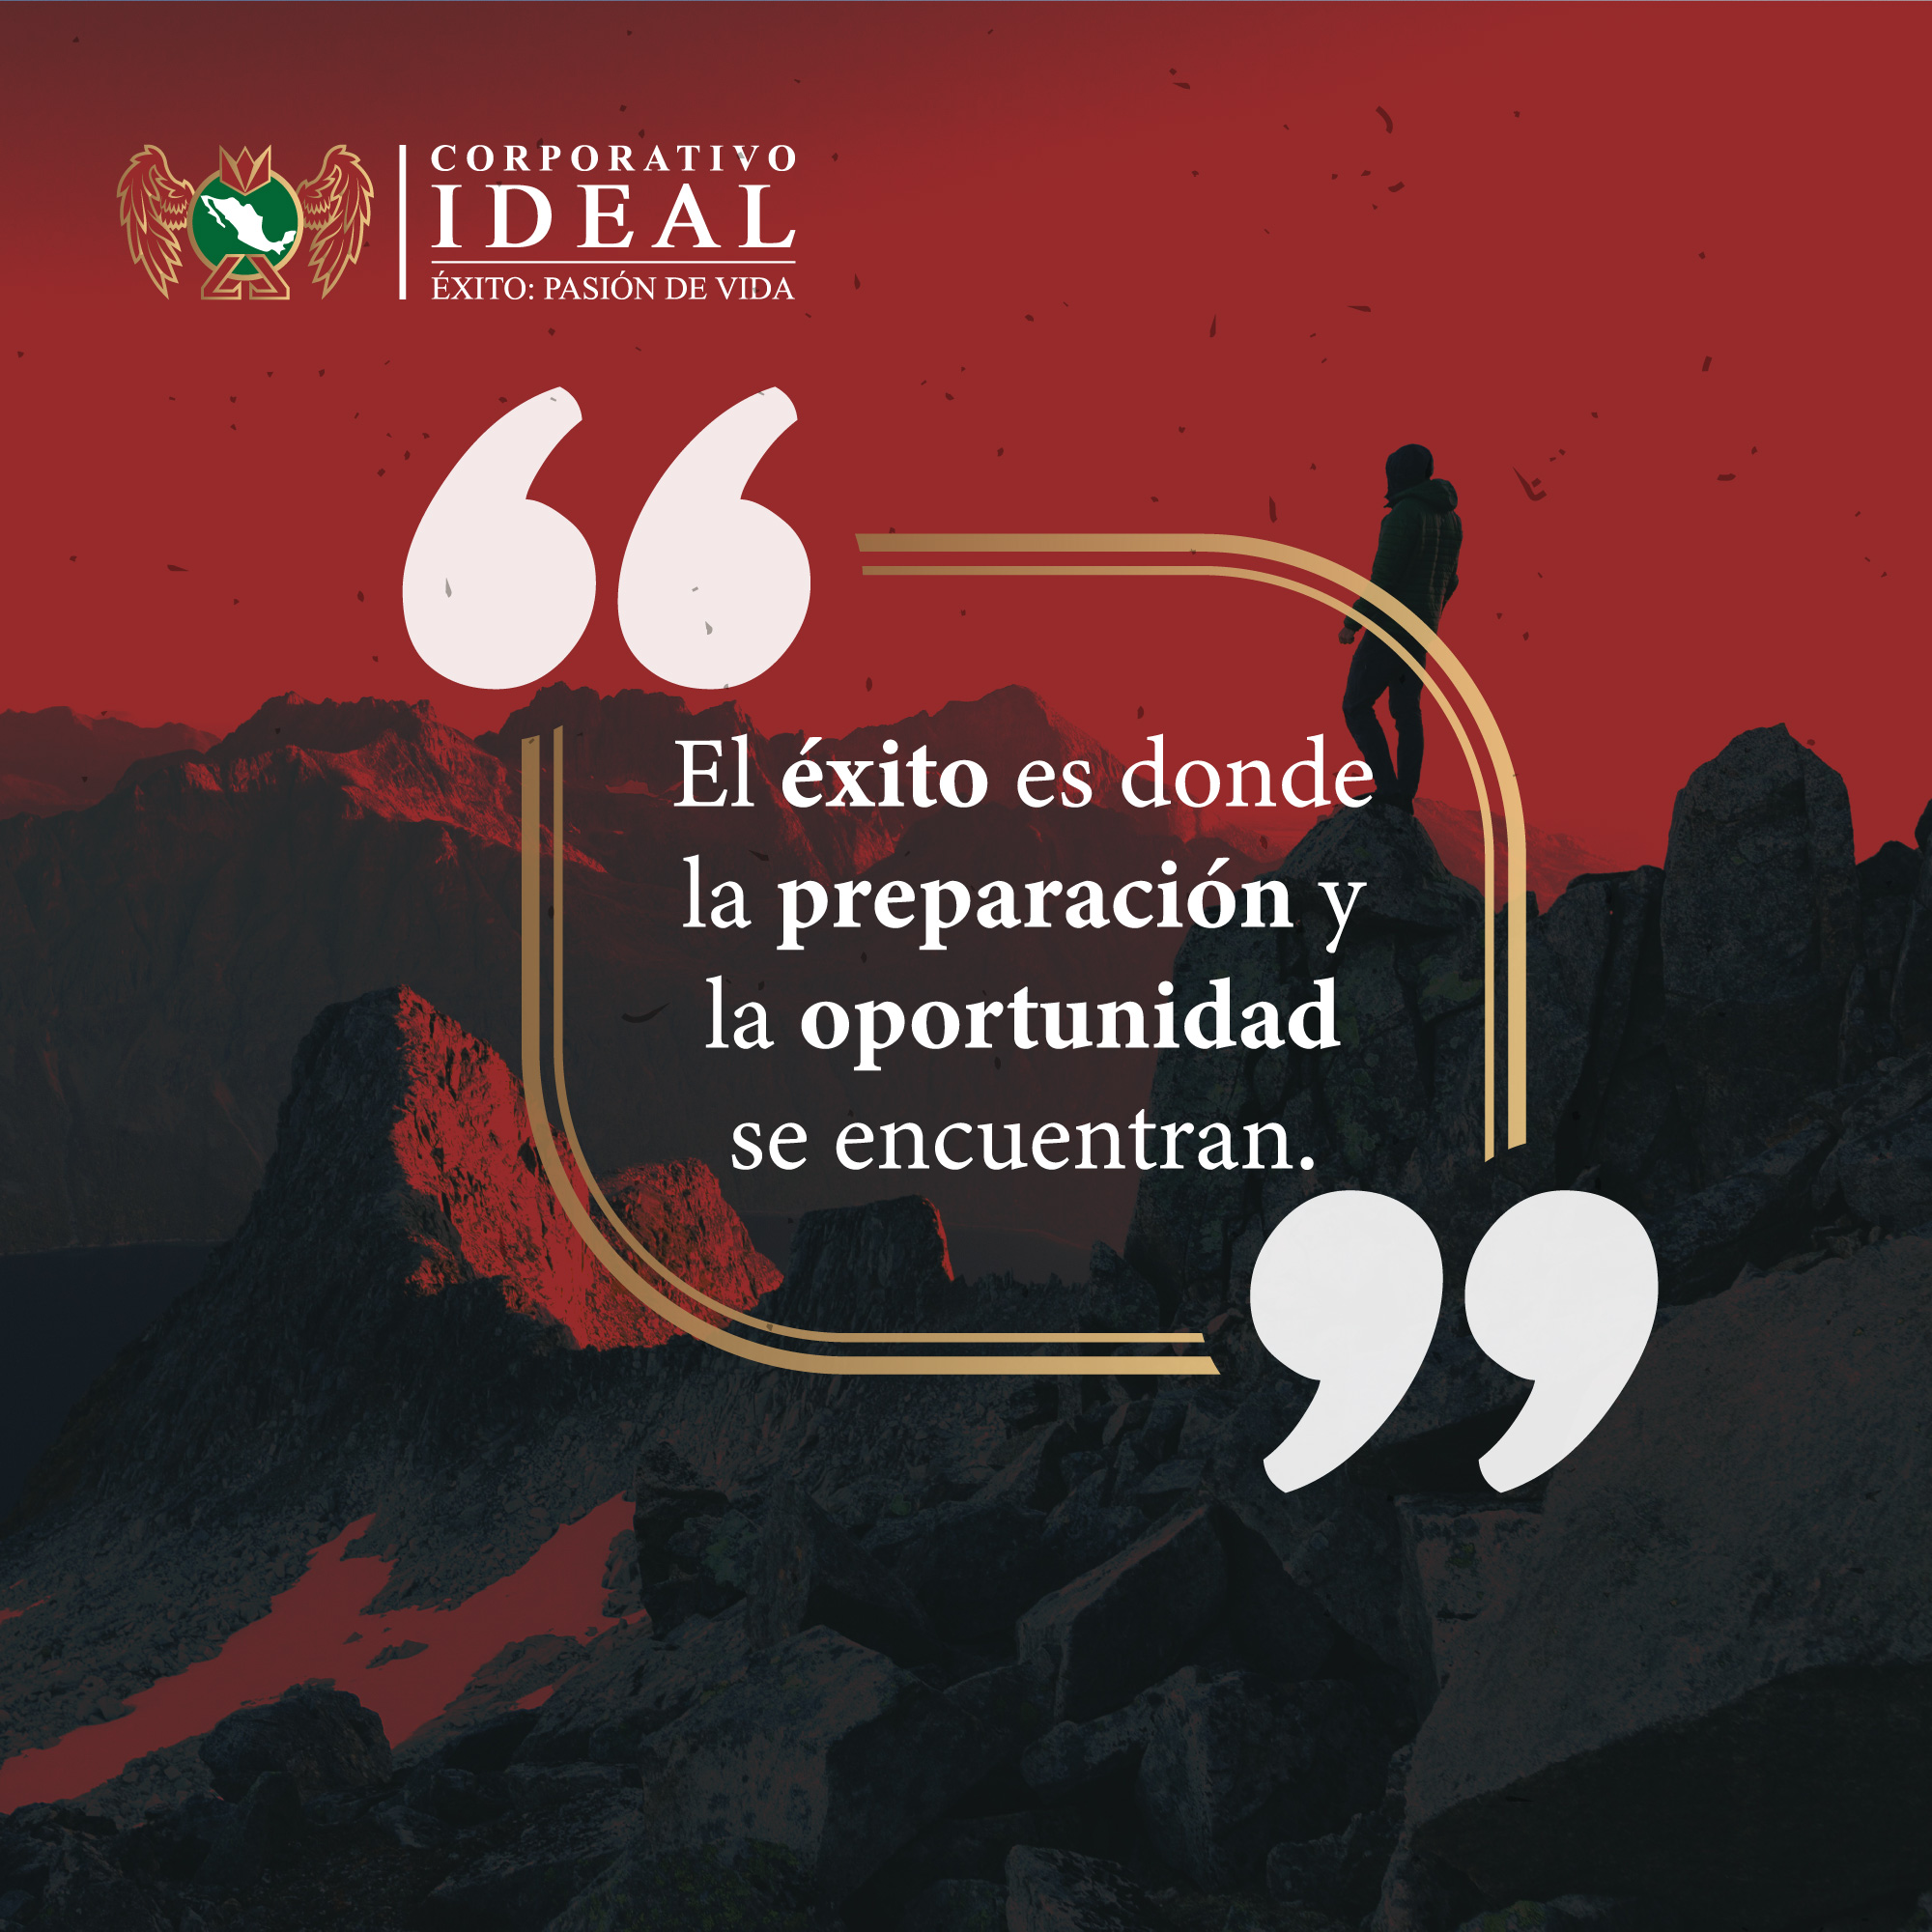 CORPORATIVO
IDEAL
ÉXITO: PASIÓN DE VIDA
“
El éxito es donde
la preparación y
la oportunidad
se encuentran.
”